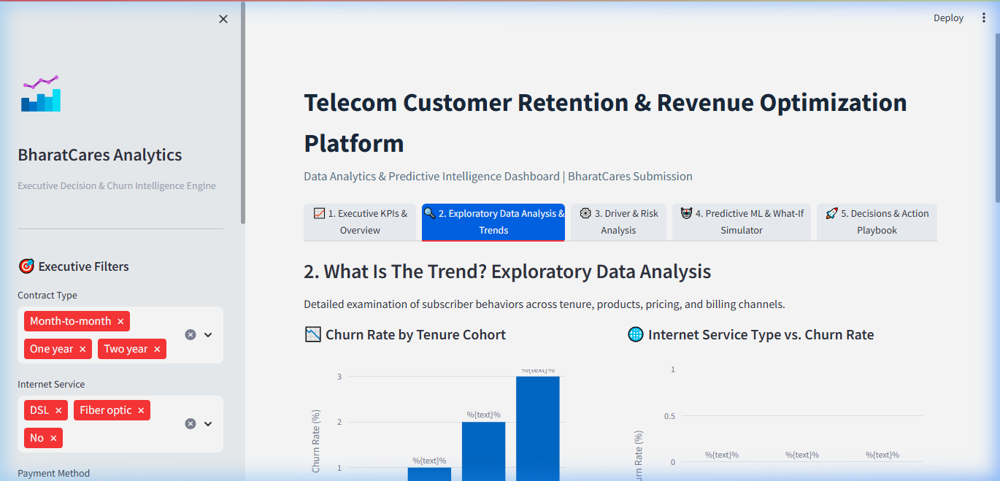 Deploy
BharatCares Analytics
Executive Decision & Churn Intelligence Engine
Executive Filters
Contract Type
Month-to-month ×
One year × Two year ×
Internet Service
DSL × Fiber optic ×
No ×
Payment Method
Telecom Customer Retention & Revenue Optimization
Platform
Data Analytics & Predictive Intelligence Dashboard | BharatCares Submission
1. Executive KPIs &
Overview
2. Exploratory Data Analysis &
Trends
3. Driver & Risk
Analysis
4. Predictive ML & What-If
Simulator
5. Decisions & Action
Playbook
2. What Is The Trend? Exploratory Data Analysis
Detailed examination of subscriber behaviors across tenure, products, pricing, and billing channels.
Churn Rate by Tenure Cohort
%{text}%
3
%{text}%
2
%{text}%
1
Churn Rate (%)
Internet Service Type vs. Churn Rate
1
0.5
%{text}% %{text}% %{text}%
0
Rate (%)